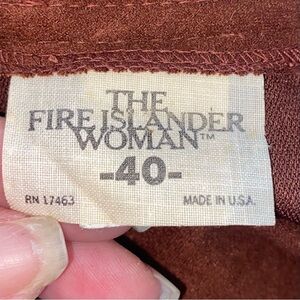 THE
FIRE ISLANDER
WOMAN™
-40-
RN 17463 MADE IN U.S.A.